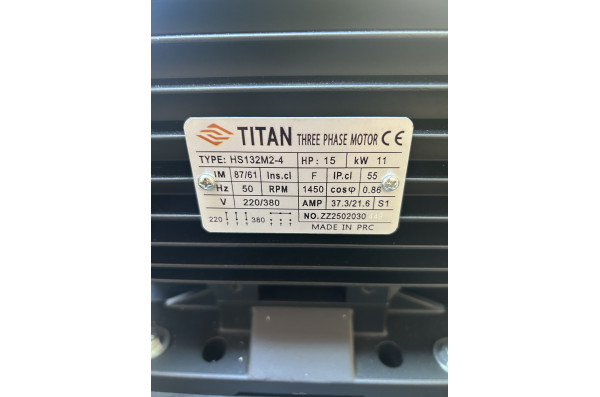 TITAN THREE PHASE MOTOR CE
TYPE: HS132M2-4 HP: 15 kW 11
IM 87/61 Ins.cl F IP.cl 55
Hz 50 RPM 1450 cosφ 0.86
V 220/380 AMP 37.3/21.6 S1
220 380 NO.ZZ2502030
MADE IN PRC